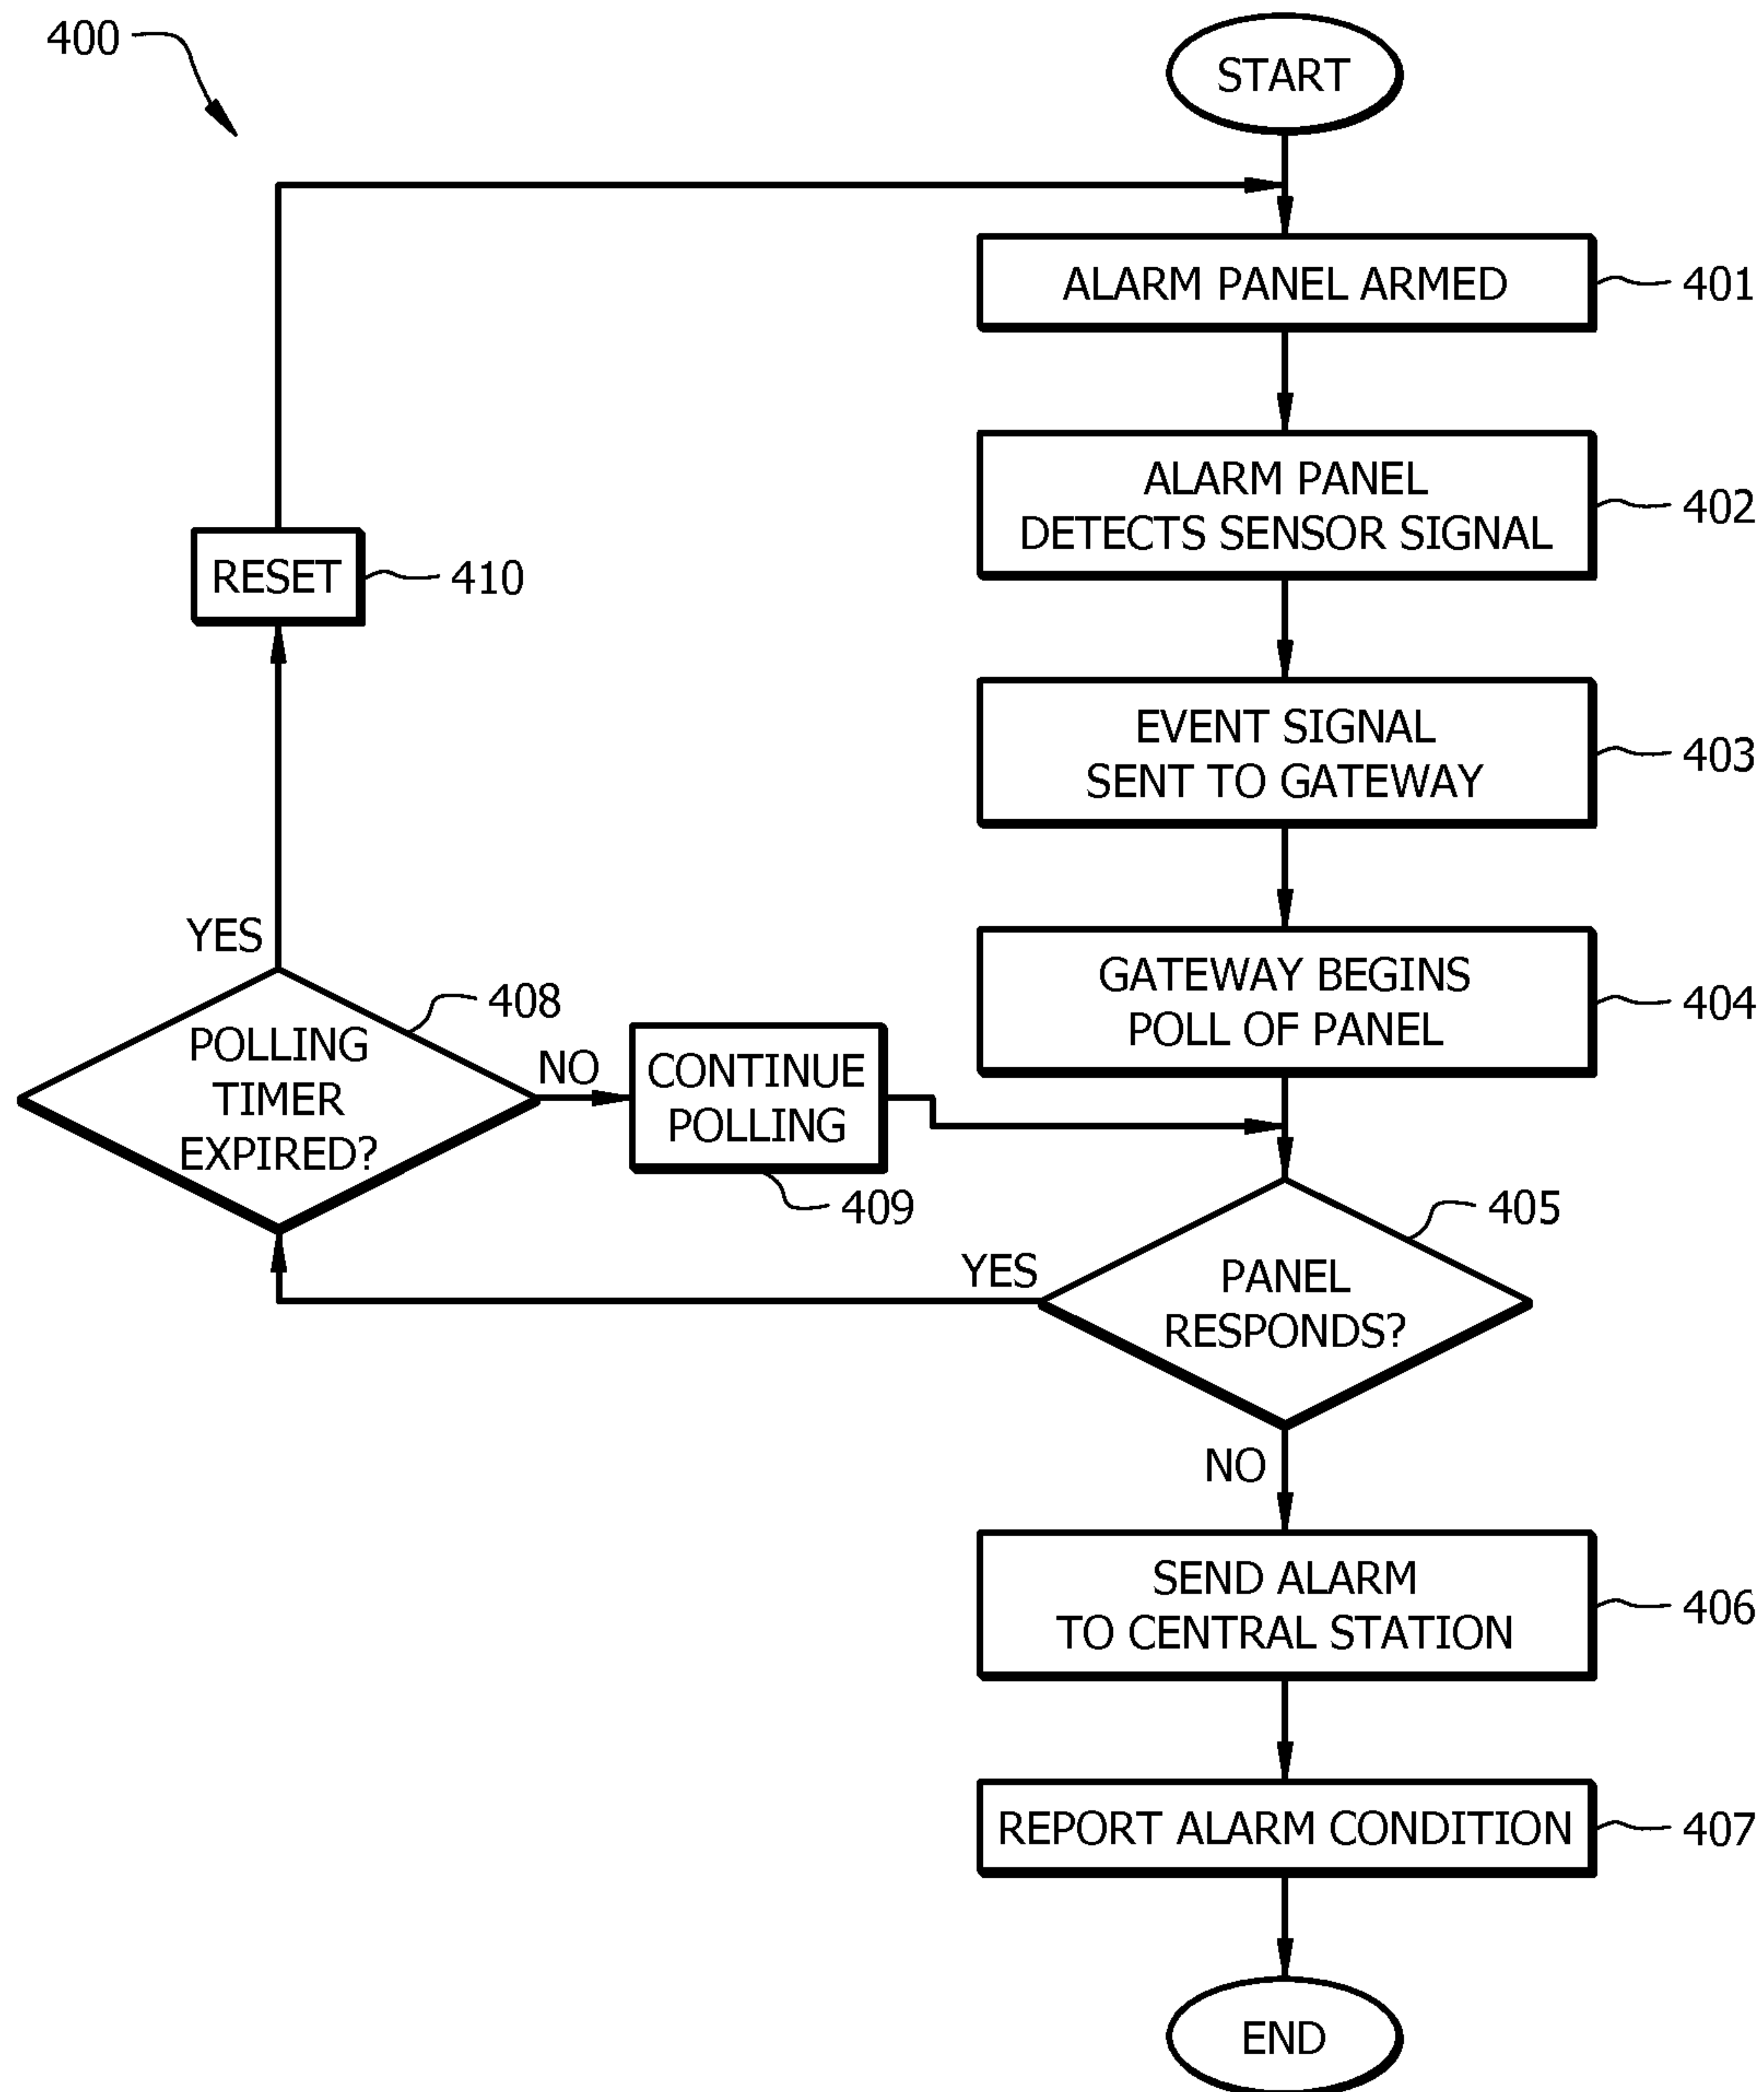 400
START
ALARM PANEL ARMED
401
ALARM PANEL
DETECTS SENSOR SIGNAL
402
RESET
410
EVENT SIGNAL
SENT TO GATEWAY
403
YES
GATEWAY BEGINS
POLL OF PANEL
404
POLLING
TIMER
EXPIRED?
408
NO
CONTINUE
POLLING
409
405
YES
PANEL
RESPONDS?
NO
SEND ALARM
TO CENTRAL STATION
406
REPORT ALARM CONDITION
407
END